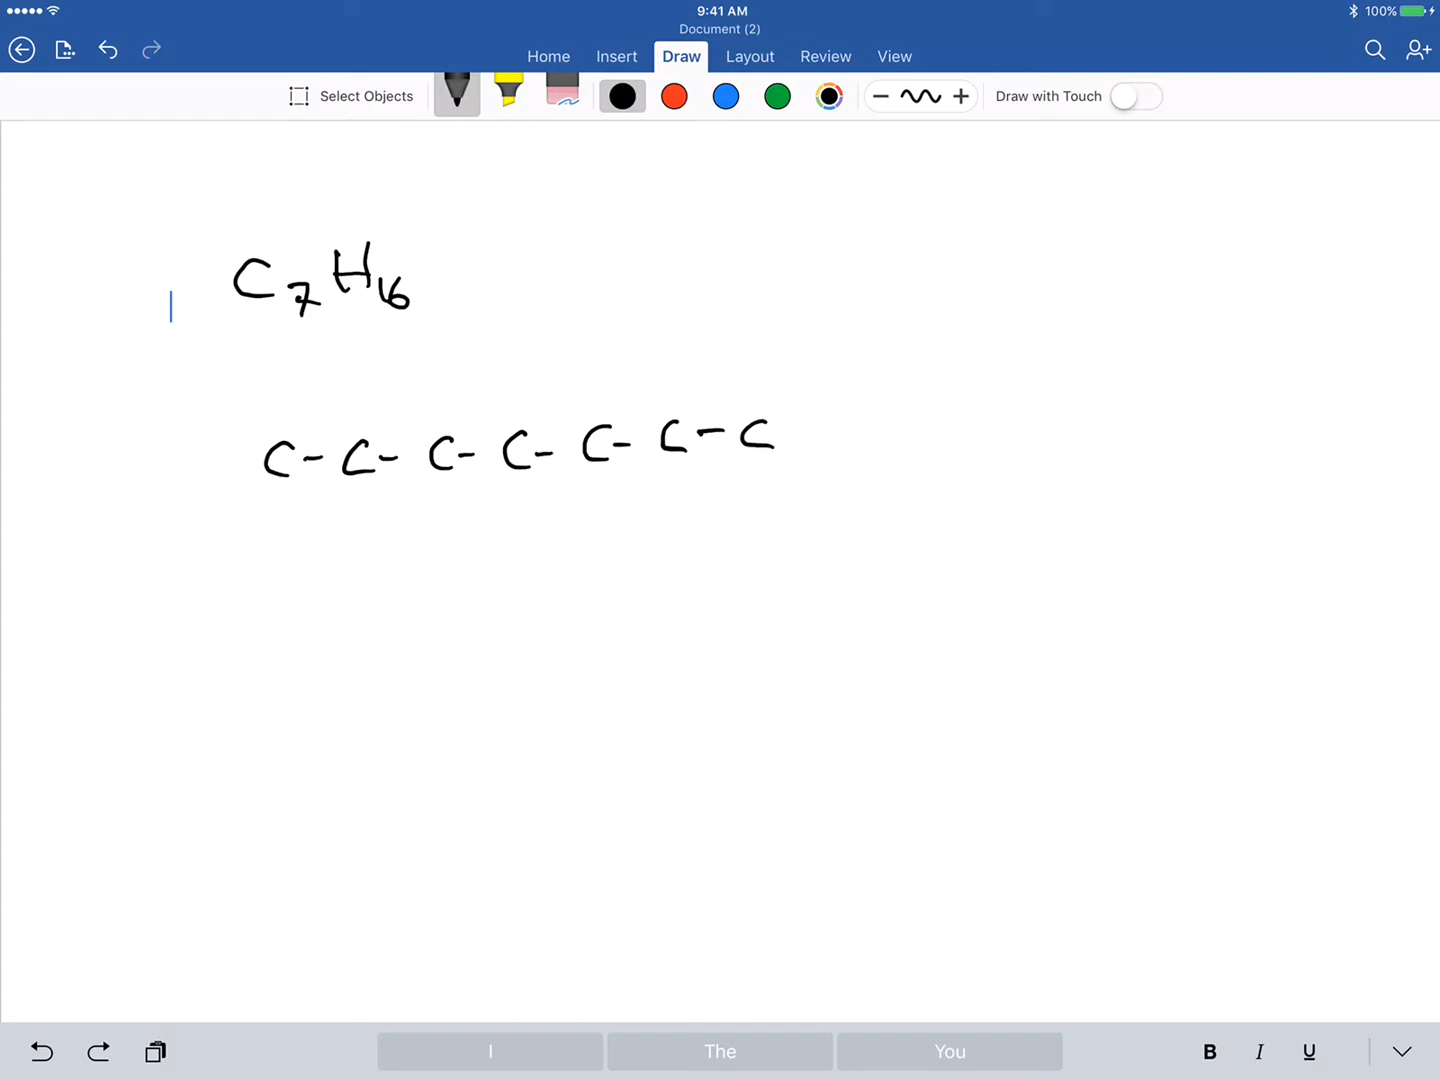 9:41 AM 100%
Document (2)
Home Insert Draw Layout Review View
Select Objects Draw with Touch
C₇H₁₆
C-C-C-C-C-C-C
I The You B I U